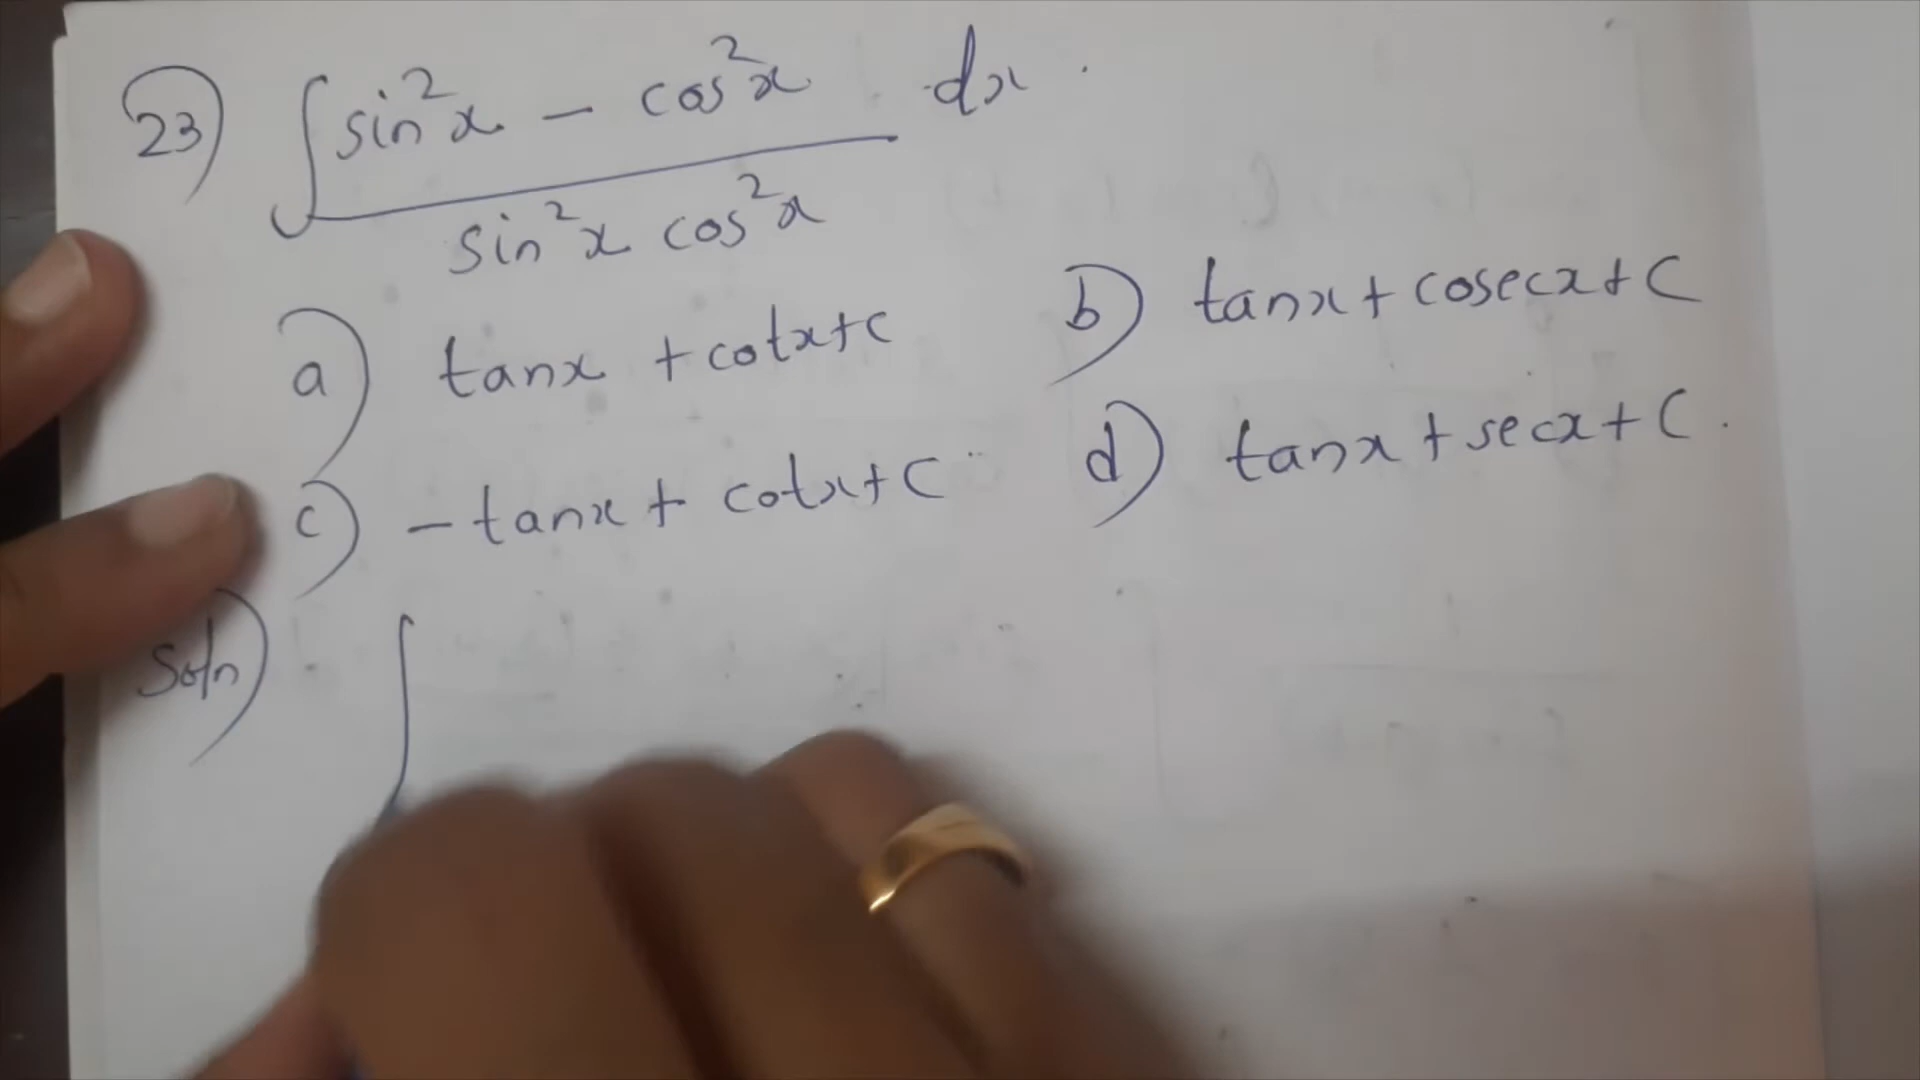 23) ∫ sin²x - cos²x dx.
sin²x cos²x
a) tanx + cotx+c b) tanx + cosecx + C
c) - tanx + cotx + C d) tanx + secx + C.
Soln) ∫